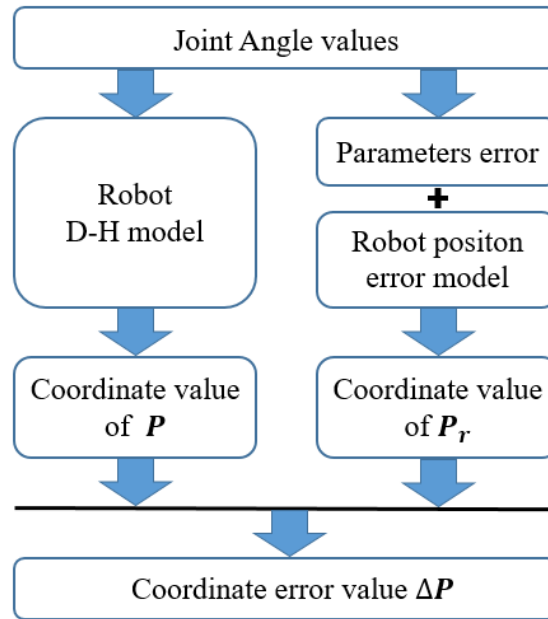 Joint Angle values
Robot
D-H model
Parameters error
+
Robot positon
error model
Coordinate value
of P
Coordinate value
of Pᵣ
Coordinate error value ΔP